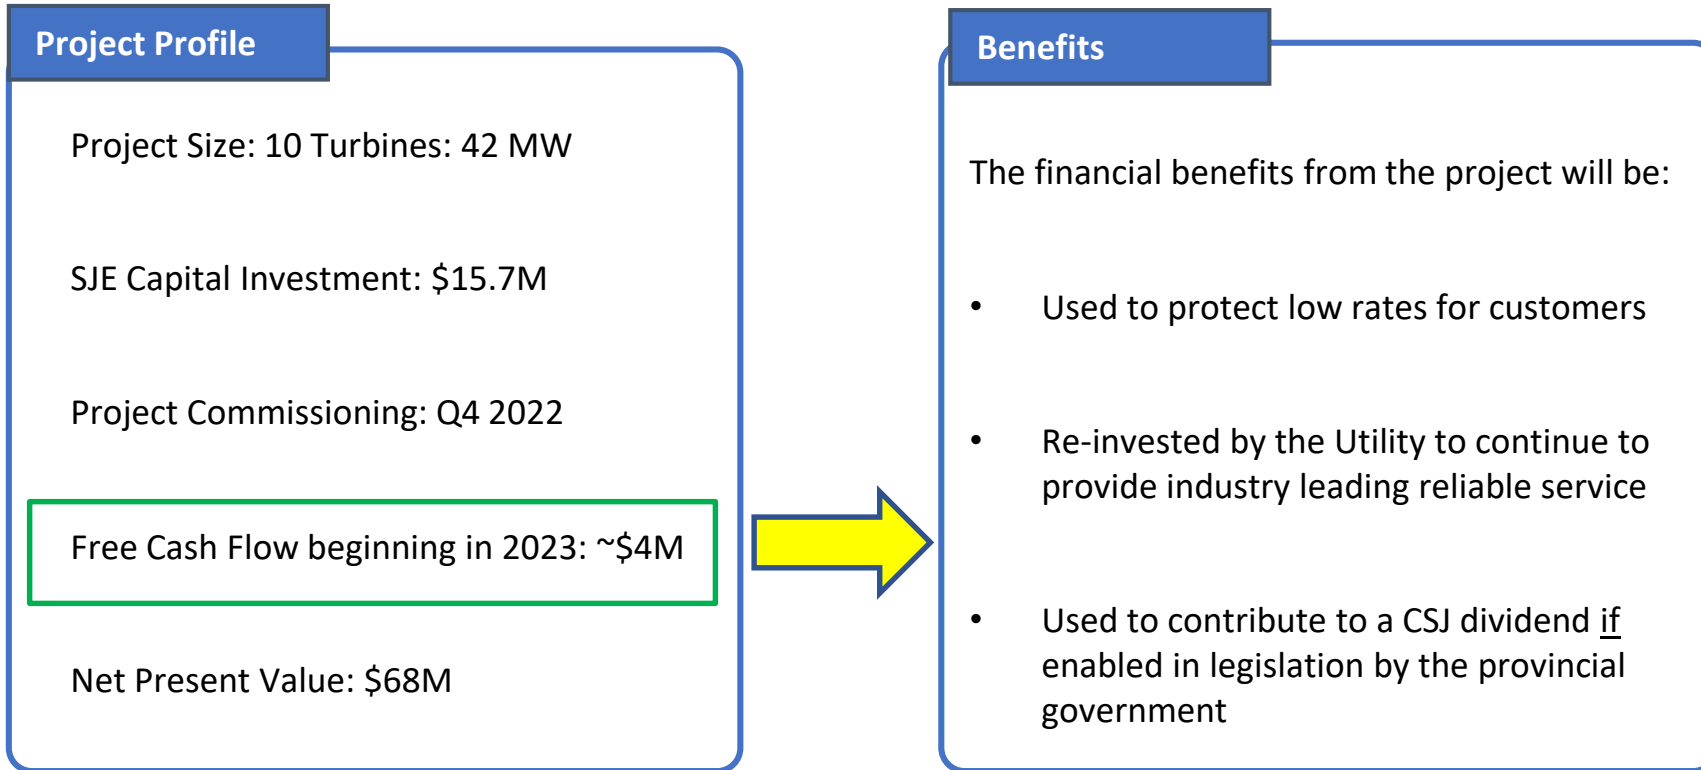 Project Profile
Project Size: 10 Turbines: 42 MW
SJE Capital Investment: $15.7M
Project Commissioning: Q4 2022
Free Cash Flow beginning in 2023: ~$4M
Net Present Value: $68M
Benefits
The financial benefits from the project will be:
• Used to protect low rates for customers
• Re-invested by the Utility to continue to
provide industry leading reliable service
• Used to contribute to a CSJ dividend if
enabled in legislation by the provincial
government